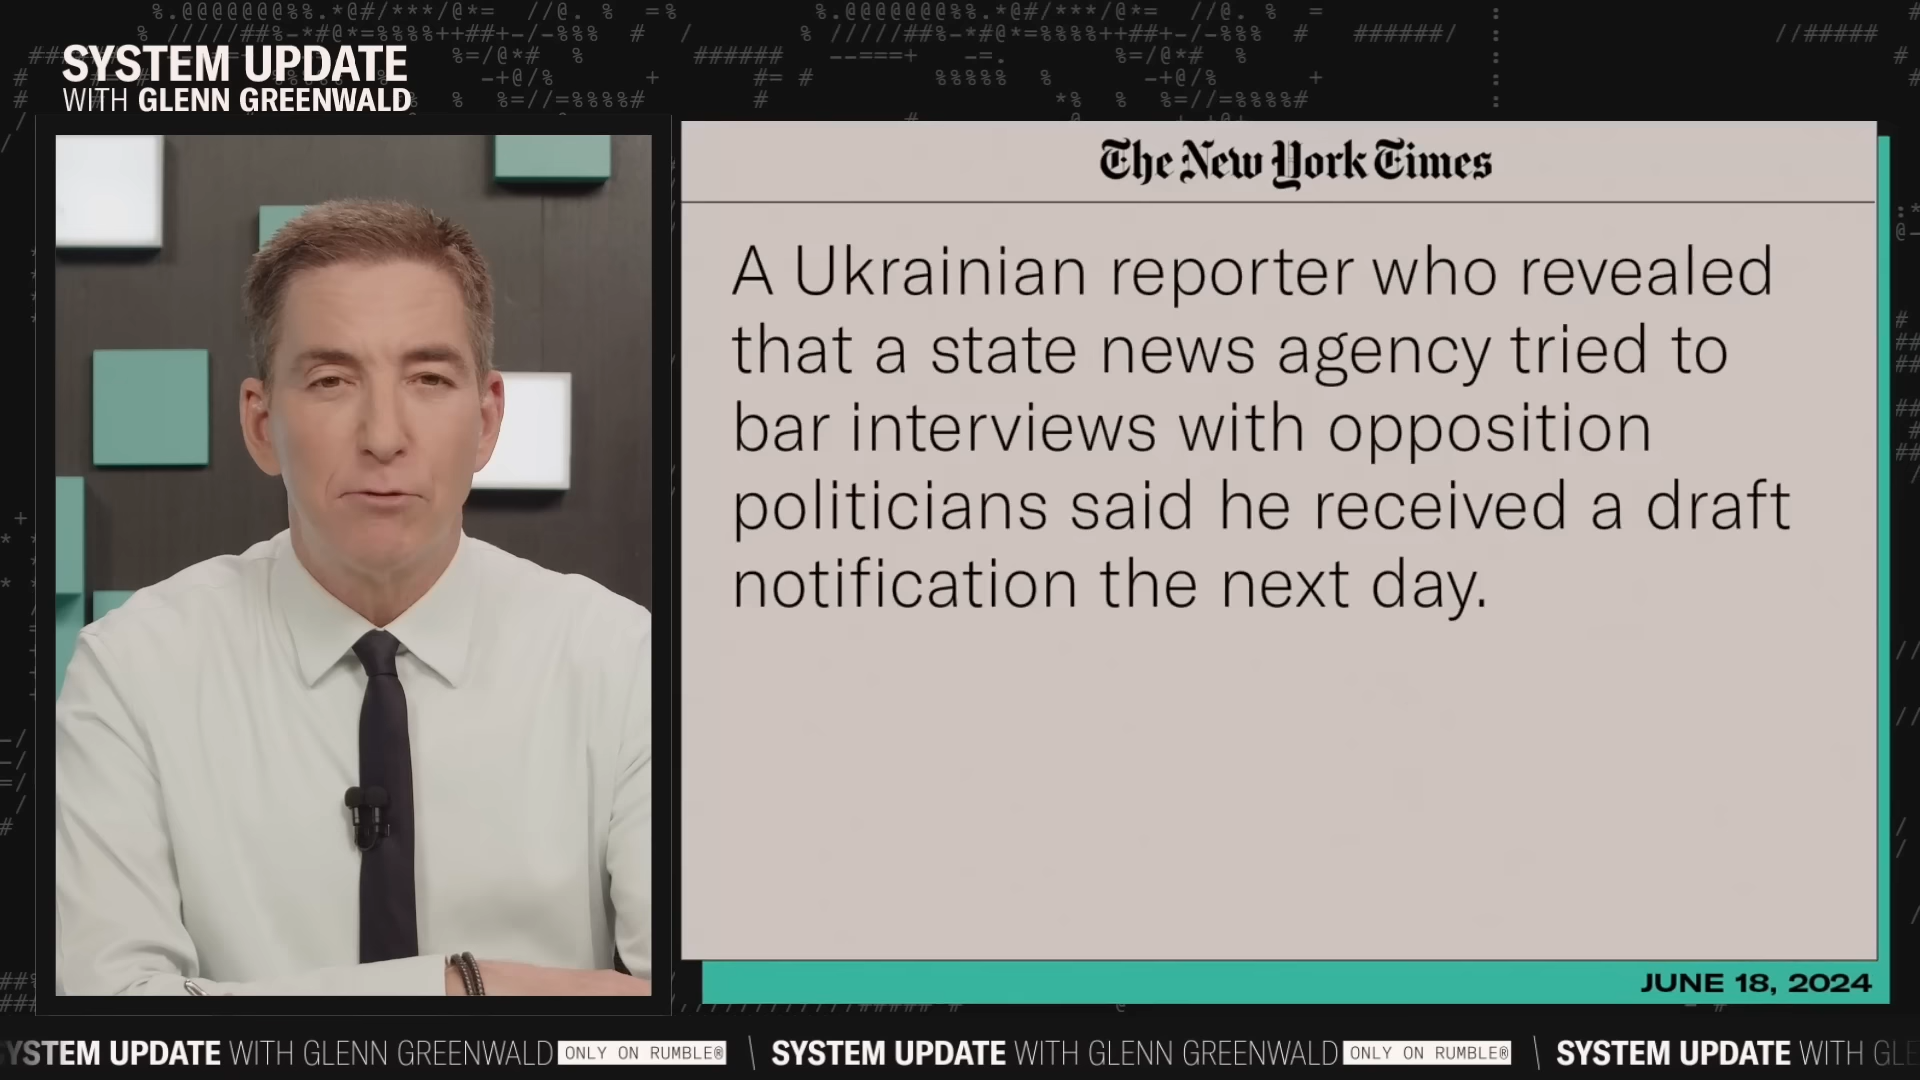 SYSTEM UPDATE
WITH GLENN GREENWALD
The New York Times
A Ukrainian reporter who revealed
that a state news agency tried to
bar interviews with opposition
politicians said he received a draft
notification the next day.
JUNE 18, 2024
SYSTEM UPDATE WITH GLENN GREENWALD ONLY ON RUMBLE® \ SYSTEM UPDATE WITH GLENN GREENWALD ONLY ON RUMBLE® \ SYSTEM UPDATE WITH GLE